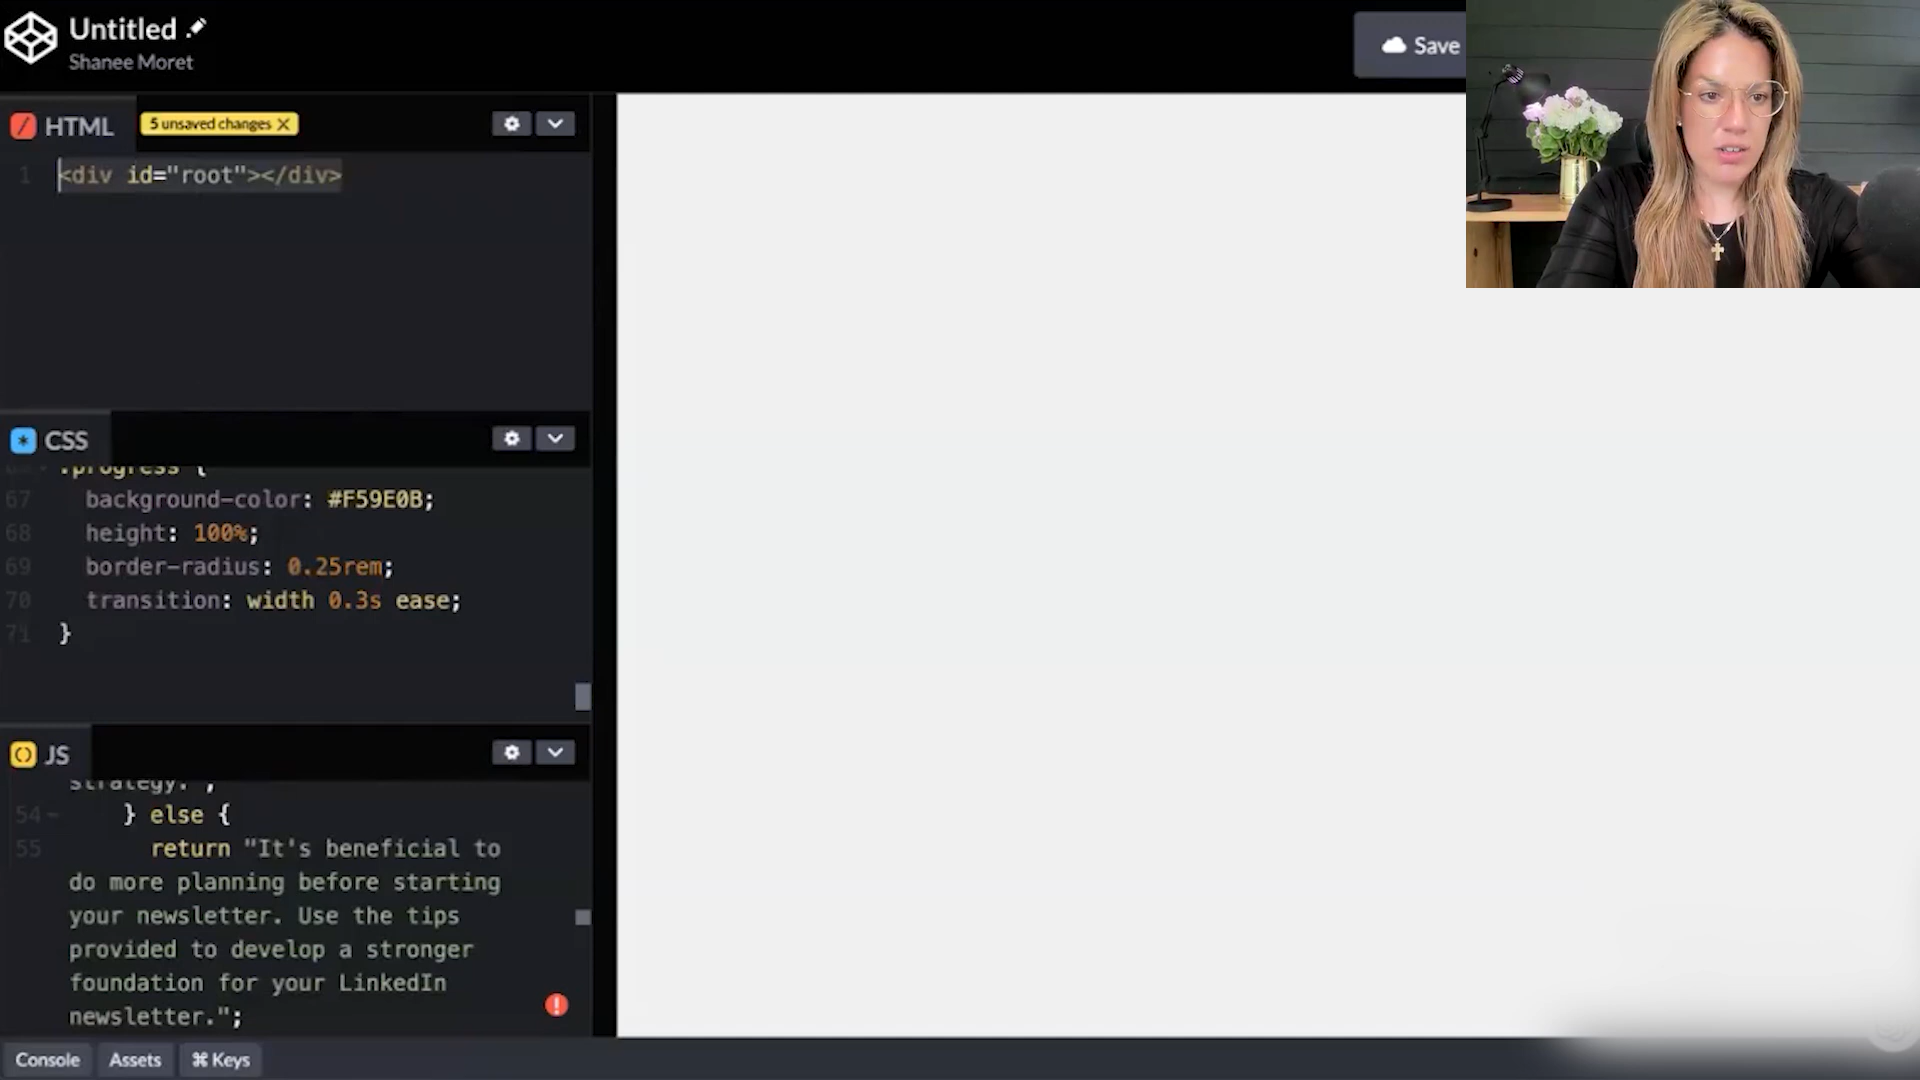 Untitled
Shanee Moret
Save
HTML
5 unsaved changes X
1 <div id="root"></div>
CSS
.progress {
67 background-color: #F59E0B;
68 height: 100%;
69 border-radius: 0.25rem;
70 transition: width 0.3s ease;
71 }
JS
strategy.";
54 } else {
55 return "It's beneficial to
do more planning before starting
your newsletter. Use the tips
provided to develop a stronger
foundation for your LinkedIn
newsletter.";
Console Assets ⌘ Keys